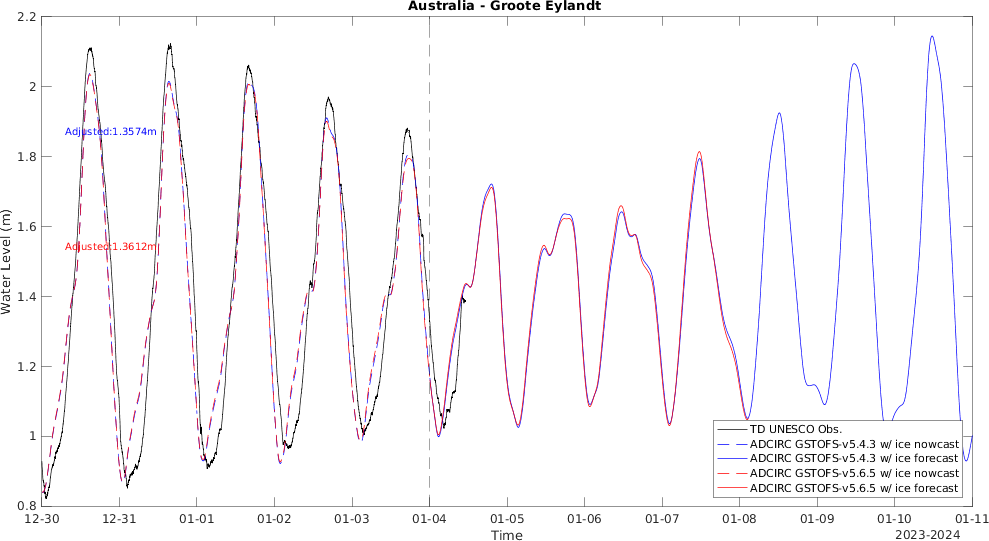 Australia - Groote Eylandt
2.2
2
1.8
1.6
1.4
1.2
1
0.8
Water Level (m)
Adjusted:1.3574m
Adjusted:1.3612m
TD UNESCO Obs.
ADCIRC GSTOFS-v5.4.3 w/ ice nowcast
ADCIRC GSTOFS-v5.4.3 w/ ice forecast
ADCIRC GSTOFS-v5.6.5 w/ ice nowcast
ADCIRC GSTOFS-v5.6.5 w/ ice forecast
12-30 12-31 01-01 01-02 01-03 01-04 01-05 01-06 01-07 01-08 01-09 01-10 01-11
Time
2023-2024